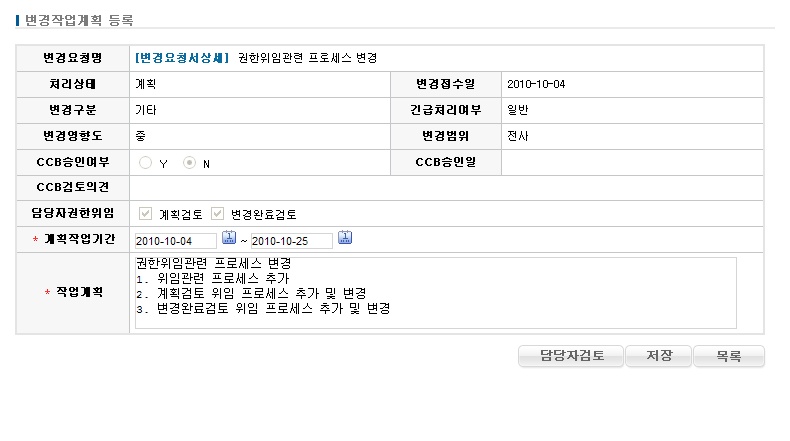 변경작업계획 등록
변경요청명 [변경요청서상세] 권한위임관련 프로세스 변경
처리상태 계획 변경접수일 2010-10-04
변경구분 기타 긴급처리여부 일반
변경영향도 중 변경범위 전사
CCB승인여부 Y N CCB승인일
CCB검토의견
담당자권한위임 계획검토 변경완료검토
* 계획작업기간 2010-10-04 ~ 2010-10-25
* 작업계획
권한위임관련 프로세스 변경
1. 위임관련 프로세스 추가
2. 계획검토 위임 프로세스 추가 및 변경
3. 변경완료검토 위임 프로세스 추가 및 변경
담당자검토 저장 목록